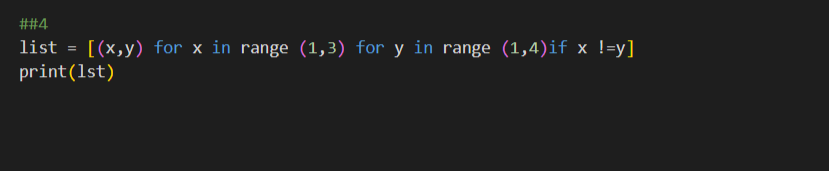 ##4
list = [(x,y) for x in range (1,3) for y in range (1,4)if x !=y]
print(lst)